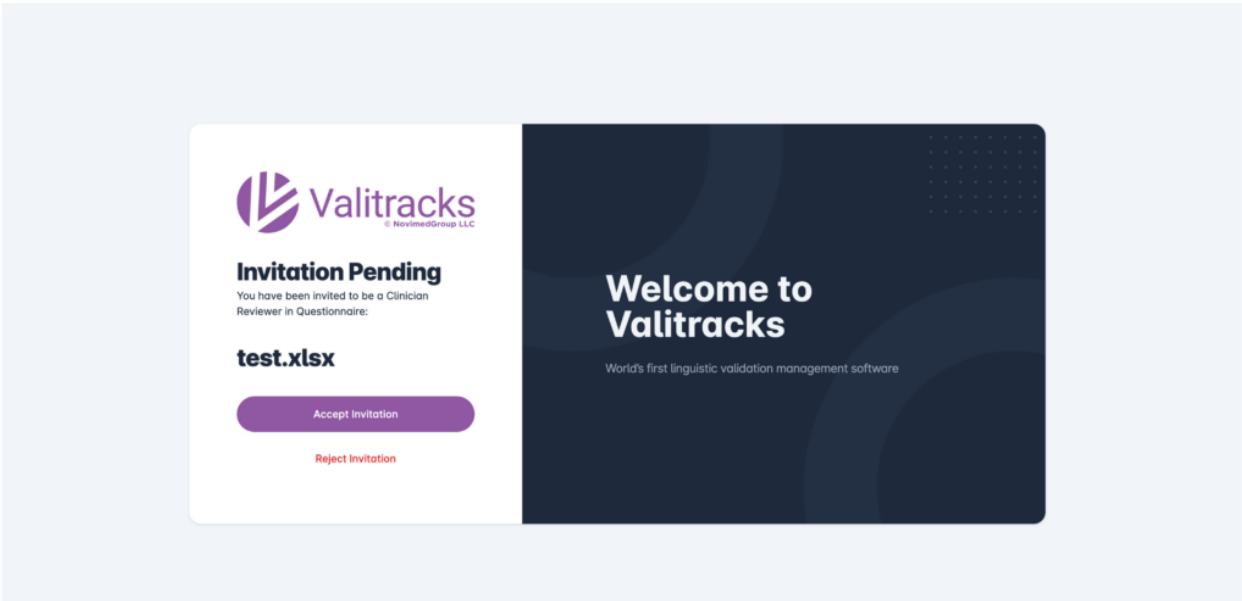 Valitracks
© NovimedGroup LLC
Invitation Pending
You have been invited to be a Clinician
Reviewer in Questionnaire:
test.xlsx
Accept Invitation
Reject Invitation
Welcome to
Valitracks
World's first linguistic validation management software